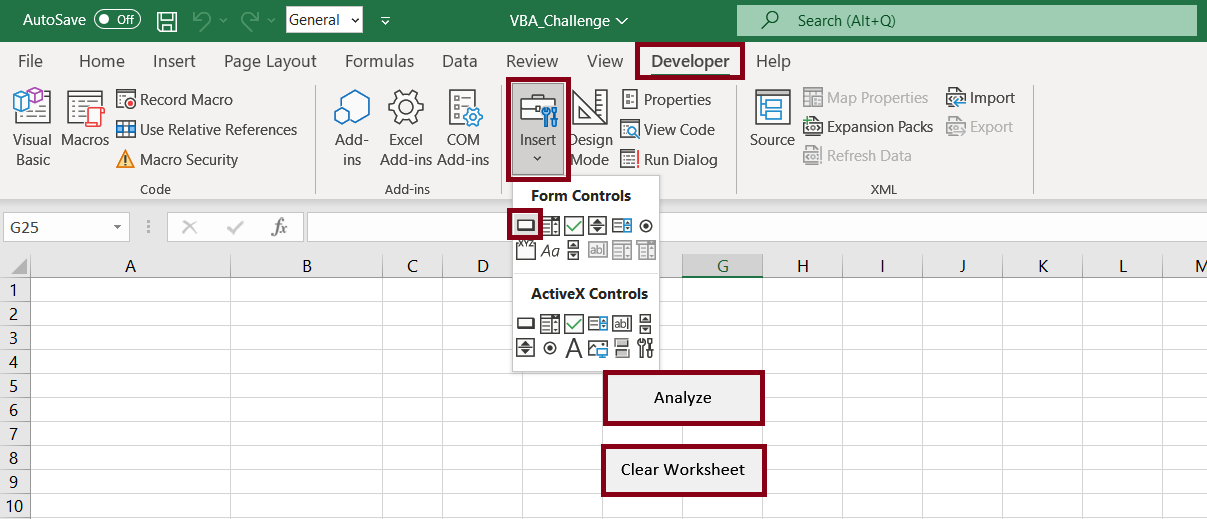 AutoSave Off General VBA_Challenge Search (Alt+Q)
File Home Insert Page Layout Formulas Data Review View Developer Help
Visual Basic
Macros
Record Macro
Use Relative References
Macro Security
Code
Add-ins
Excel Add-ins
COM Add-ins
Add-ins
Insert
Design Mode
Properties
View Code
Run Dialog
Source
Map Properties
Expansion Packs
Refresh Data
Import
Export
XML
Form Controls
XYZ Aa ab|
ActiveX Controls
ab|
A
G25 fx
A B C D G H I J K L M
1
2
3
4
5
6
7
8
9
10
Analyze
Clear Worksheet